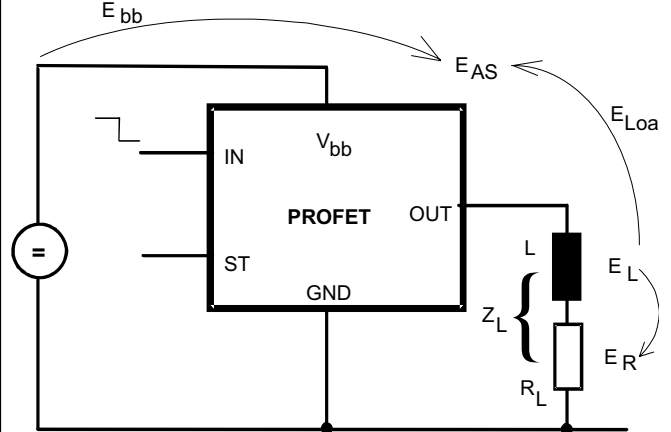 E bb
E AS
E Loa
IN
V bb
PROFET
OUT
ST
GND
L
E L
Z L {
E R
R L
=